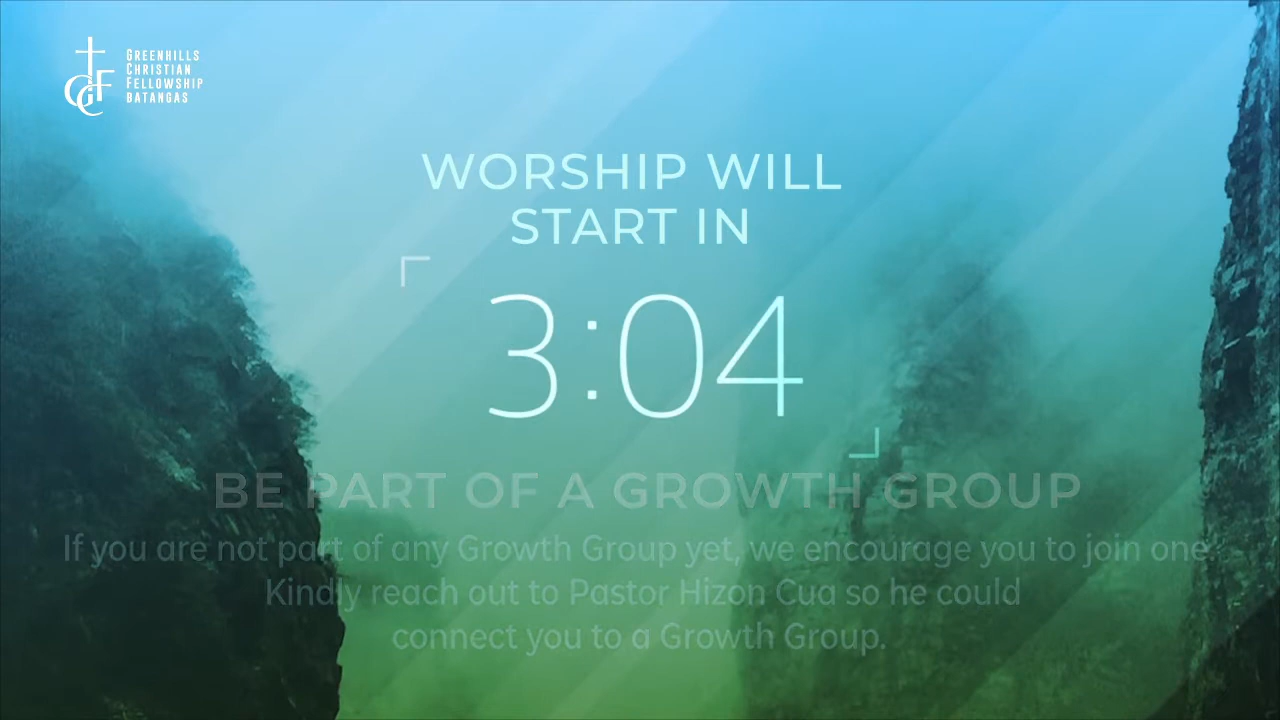 GREENHILLS
CHRISTIAN
FELLOWSHIP
BATANGAS
GCF
WORSHIP WILL
START IN
3:04
BE PART OF A GROWTH GROUP
If you are not part of any Growth Group yet, we encourage you to join one
Kindly reach out to Pastor Hizon Cua so he could
connect you to a Growth Group.